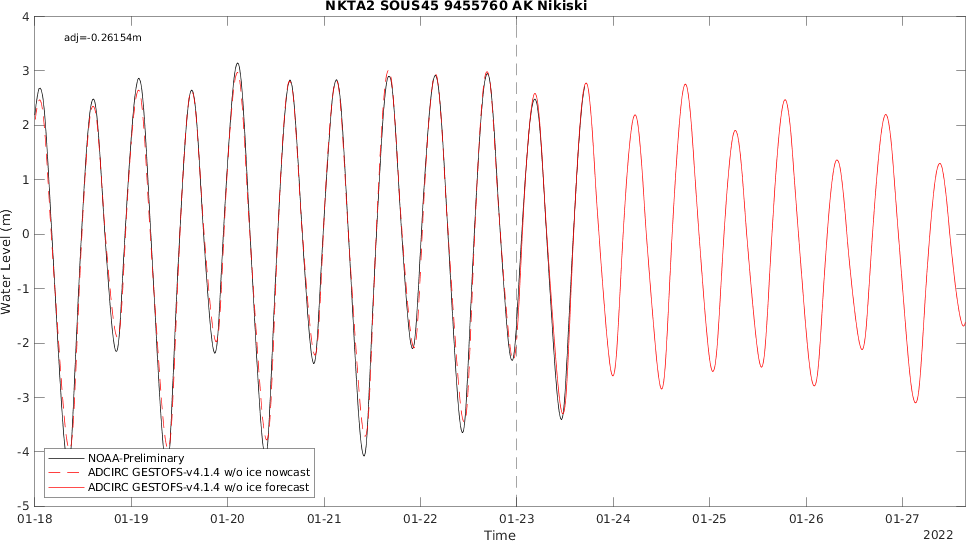 NKTA2 SOUS45 9455760 AK Nikiski
adj=-0.26154m
4
3
2
1
0
-1
-2
-3
-4
-5
Water Level (m)
NOAA-Preliminary
ADCIRC GESTOFS-v4.1.4 w/o ice nowcast
ADCIRC GESTOFS-v4.1.4 w/o ice forecast
01-18 01-19 01-20 01-21 01-22 01-23 01-24 01-25 01-26 01-27
Time
2022